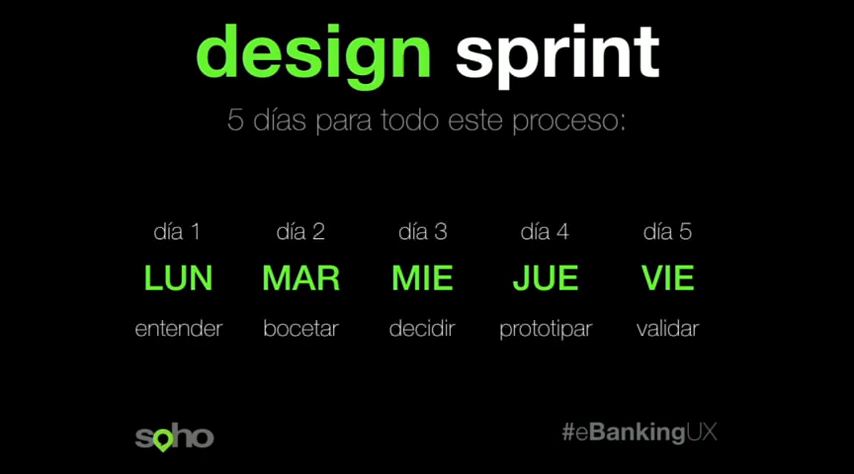 design sprint
5 días para todo este proceso:
día 1 día 2 día 3 día 4 día 5
LUN MAR MIE JUE VIE
entender bocetar decidir prototipar validar
soho #eBankingUX